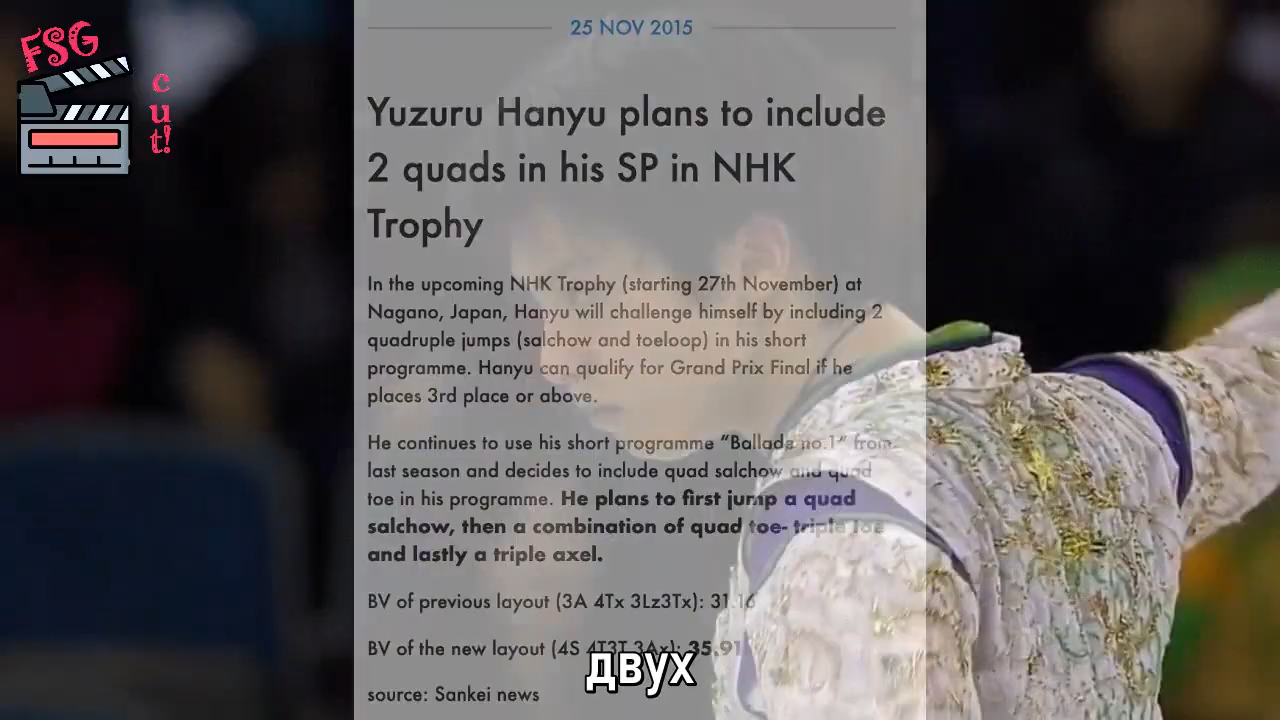 FSG
cut!
25 NOV 2015
Yuzuru Hanyu plans to include
2 quads in his SP in NHK
Trophy
In the upcoming NHK Trophy (starting 27th November) at
Nagano, Japan, Hanyu will challenge himself by including 2
quadruple jumps (salchow and toeloop) in his short
programme. Hanyu can qualify for Grand Prix Final if he
places 3rd place or above.
He continues to use his short programme “Ballade no.1” from
last season and decides to include quad salchow and quad
toe in his programme. He plans to first jump a quad
salchow, then a combination of quad toe- triple toe
and lastly a triple axel.
BV of previous layout (3A 4Tx 3Lz3Tx): 31.16
BV of the new layout (4S 4T3T 3Ax): 35.91
source: Sankei news
двух